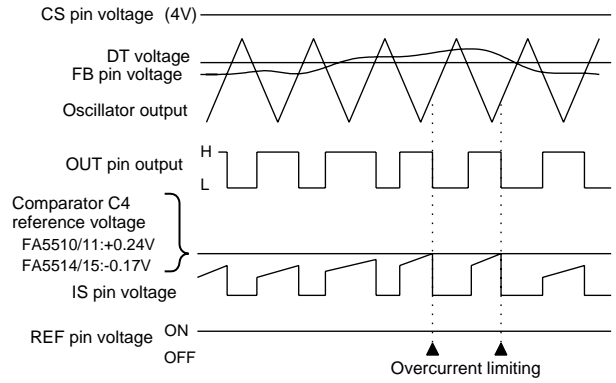 CS pin voltage (4V)
DT voltage
FB pin voltage
Oscillator output
OUT pin output
H
L
Comparator C4
reference voltage
FA5510/11:+0.24V
FA5514/15:-0.17V
IS pin voltage
REF pin voltage
ON
OFF
Overcurrent limiting